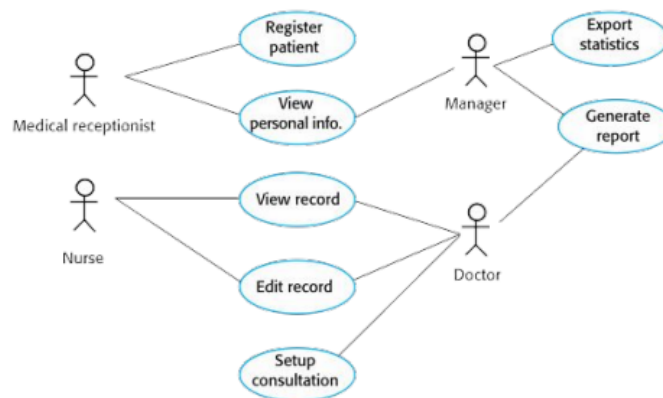 Register
patient
Export
statistics
Medical receptionist
View
personal info.
Manager
Generate
report
View record
Nurse
Doctor
Edit record
Setup
consultation